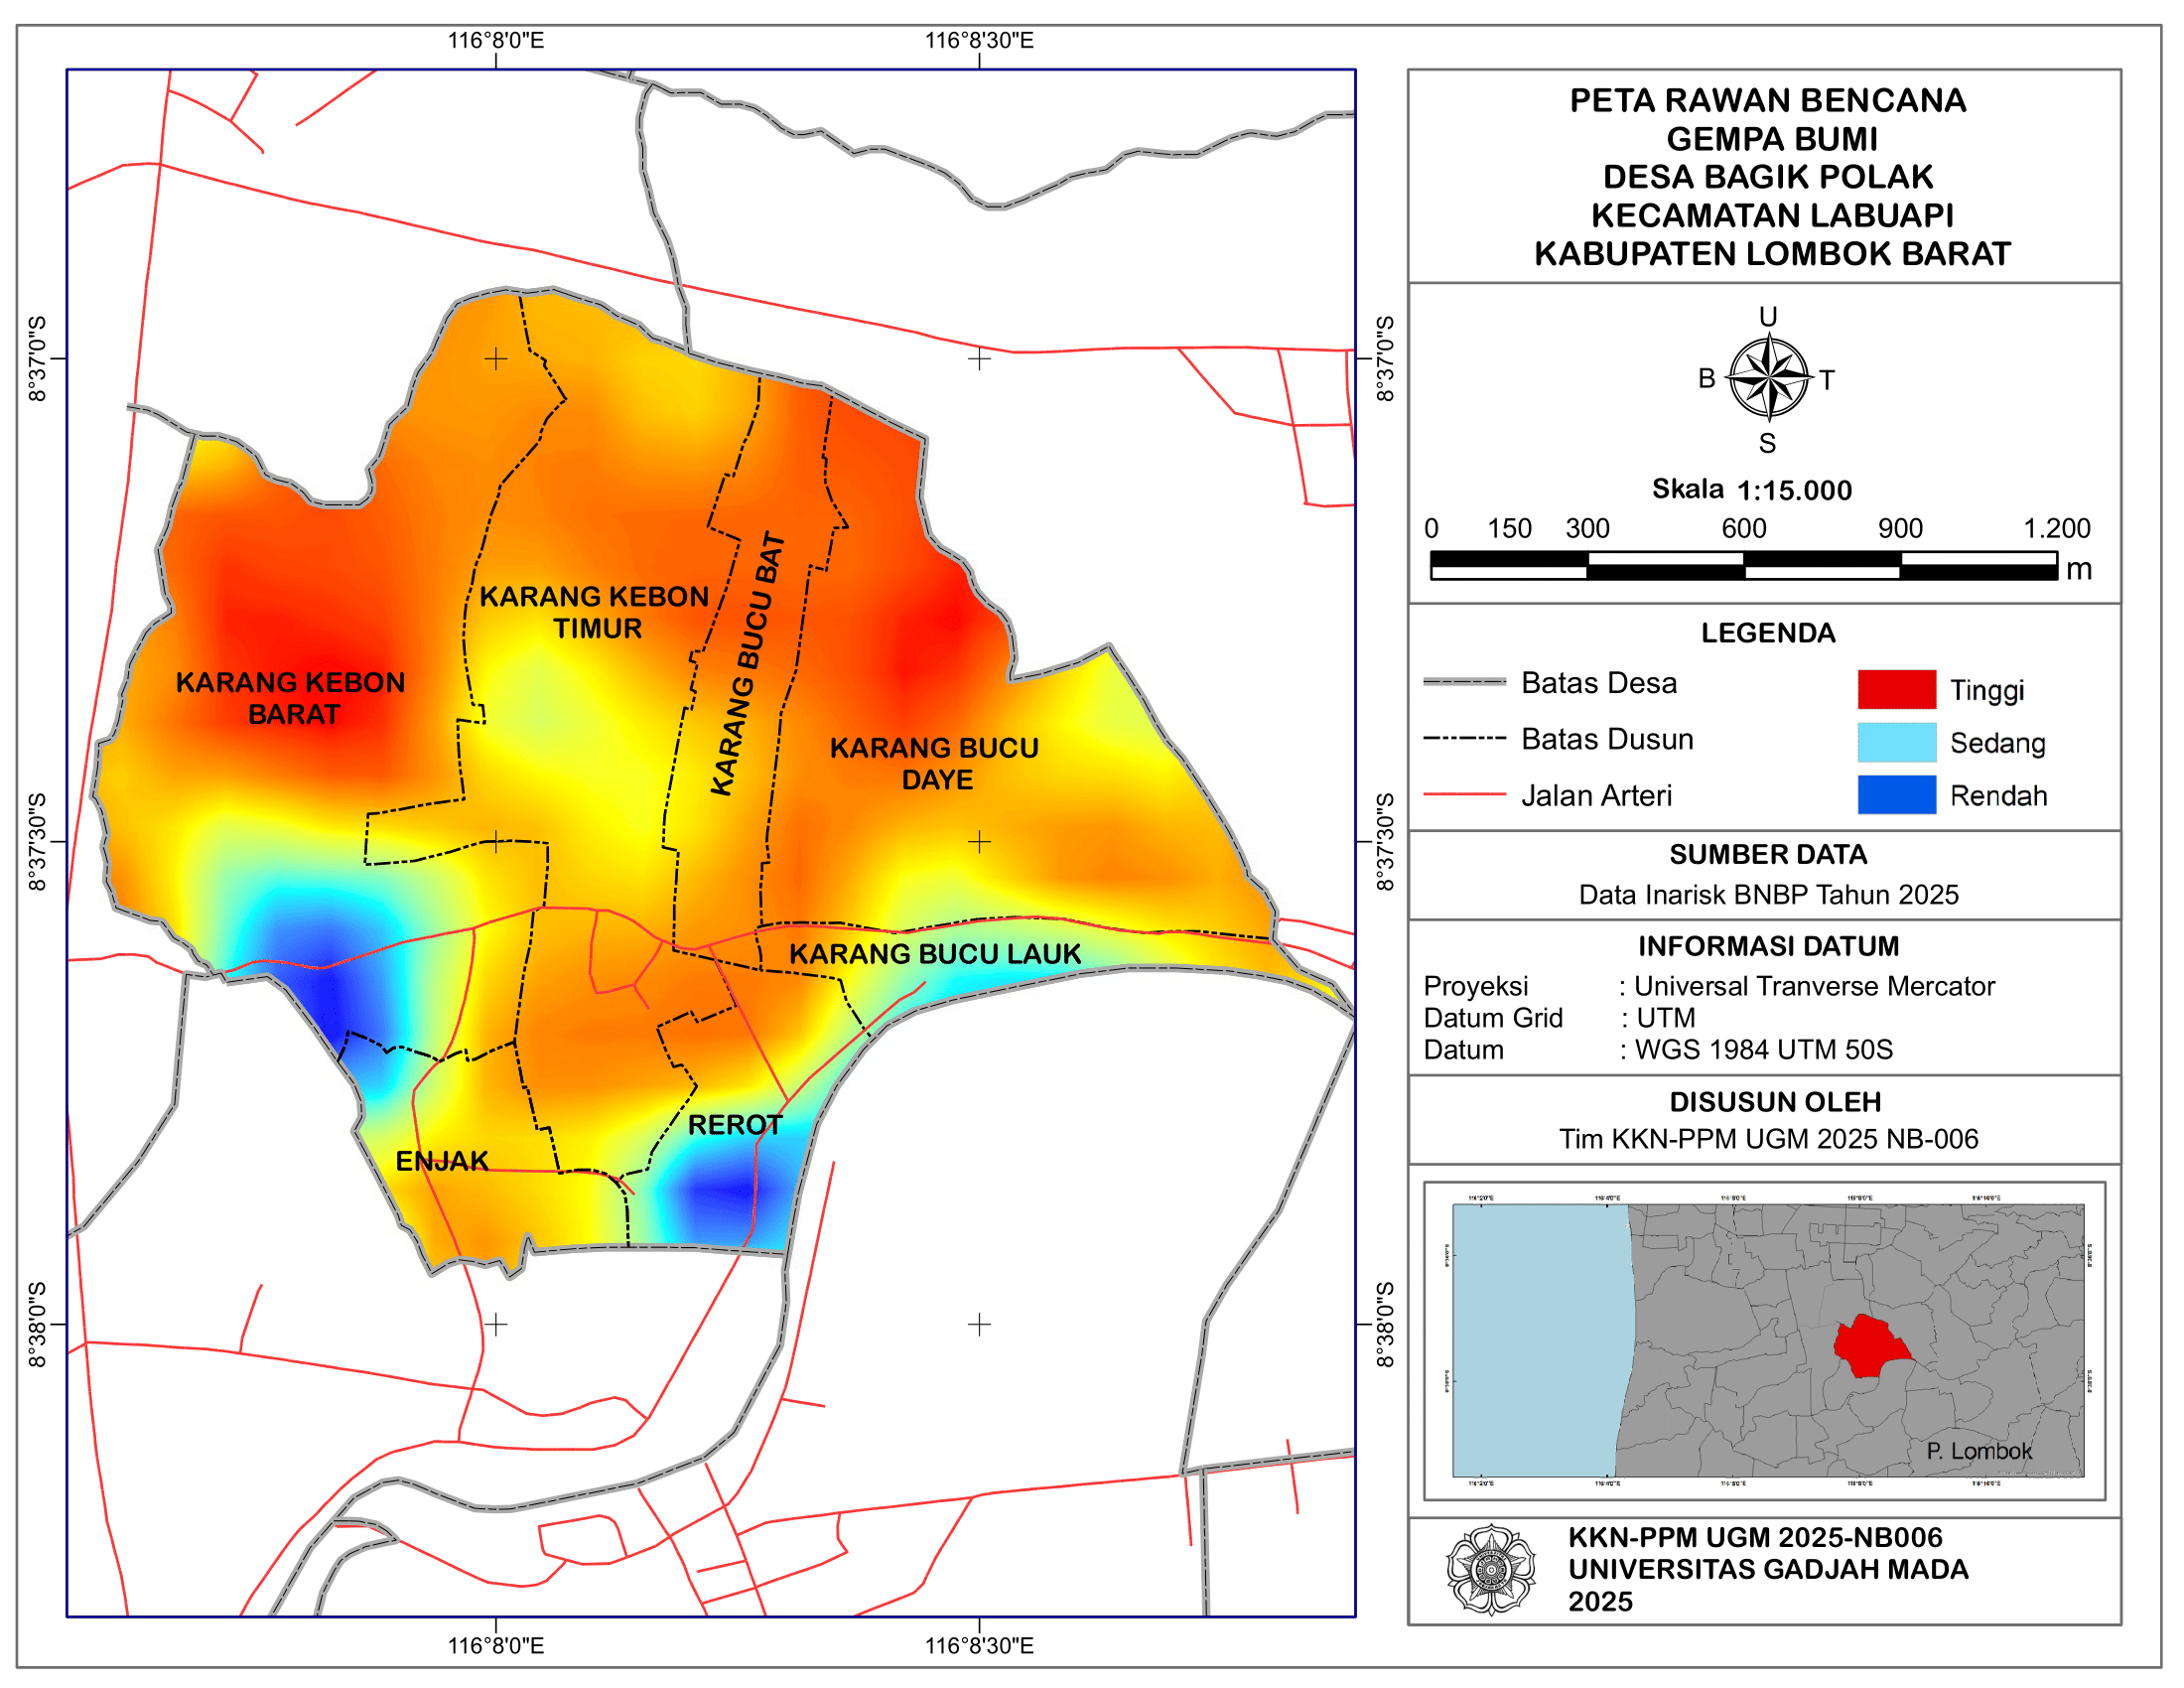 116°8'0"E
116°8'30"E
8°37'0"S
8°37'0"S
8°37'30"S
8°37'30"S
8°38'0"S
8°38'0"S
116°8'0"E
116°8'30"E
KARANG KEBON
TIMUR
KARANG BUCU BAT
KARANG KEBON
BARAT
KARANG BUCU
DAYE
KARANG BUCU LAUK
REROT
ENJAK
PETA RAWAN BENCANA
GEMPA BUMI
DESA BAGIK POLAK
KECAMATAN LABUAPI
KABUPATEN LOMBOK BARAT
U
B
T
S
Skala 1:15.000
0 150 300 600 900 1.200
m
LEGENDA
Batas Desa
Batas Dusun
Jalan Arteri
Tinggi
Sedang
Rendah
SUMBER DATA
Data Inarisk BNBP Tahun 2025
INFORMASI DATUM
Proyeksi : Universal Tranverse Mercator
Datum Grid : UTM
Datum : WGS 1984 UTM 50S
DISUSUN OLEH
Tim KKN-PPM UGM 2025 NB-006
P. Lombok
KKN-PPM UGM 2025-NB006
UNIVERSITAS GADJAH MADA
2025